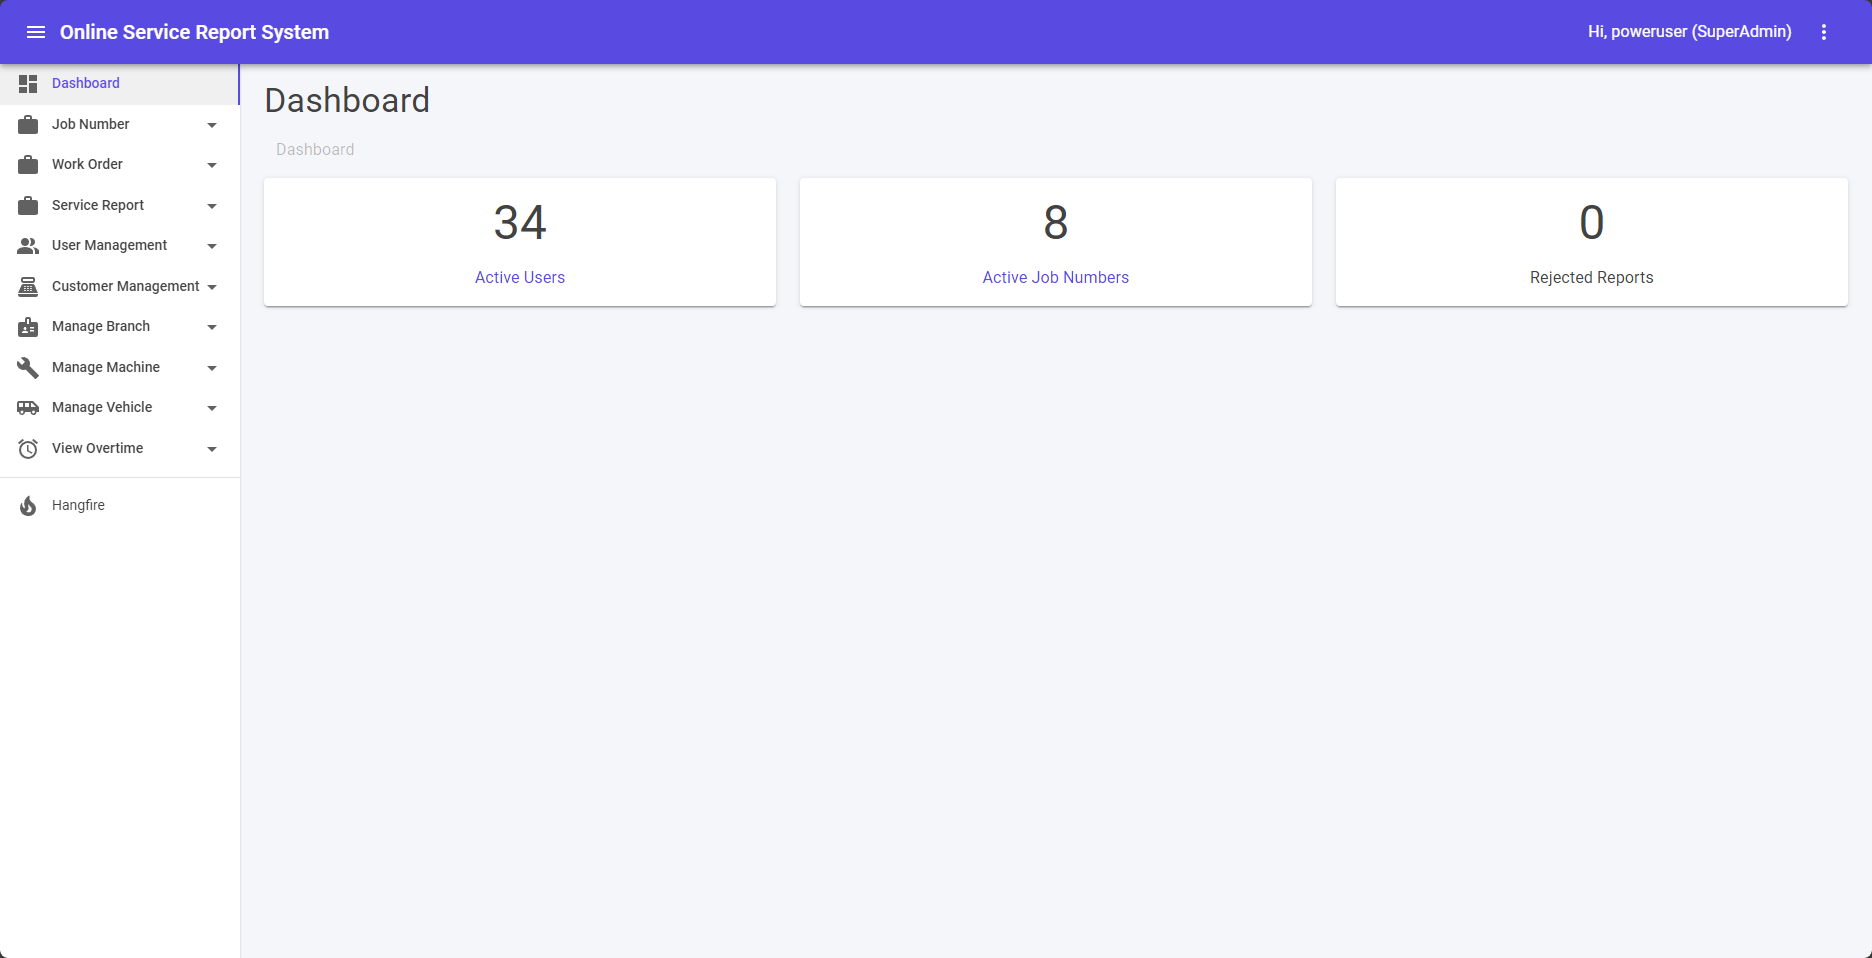 Online Service Report System
Hi, poweruser (SuperAdmin)
Dashboard
Job Number
Work Order
Service Report
User Management
Customer Management
Manage Branch
Manage Machine
Manage Vehicle
View Overtime
Hangfire
Dashboard
Dashboard
34
Active Users
8
Active Job Numbers
0
Rejected Reports